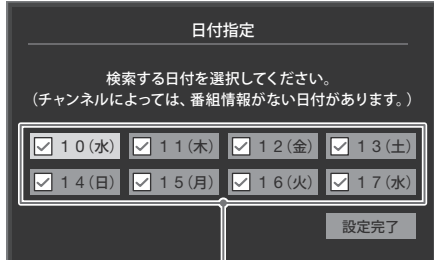 日付指定
検索する日付を選択してください。
(チャンネルによっては、番組情報がない日付があります。)
10(水) 11(木) 12(金) 13(土)
14(日) 15(月) 16(火) 17(水)
設定完了